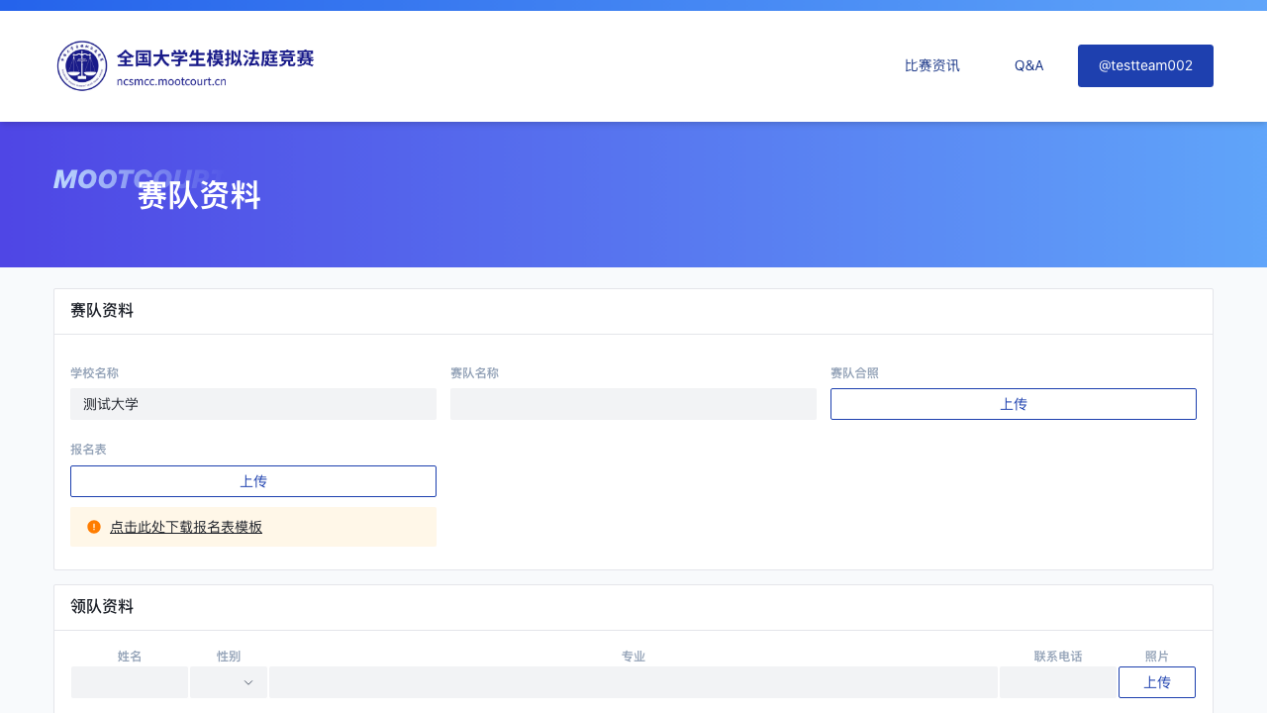 全国大学生模拟法庭竞赛
ncsmcc.mootcourt.cn
比赛资讯
Q&A
@testteam002
MOOTCOURT
赛队资料
赛队资料
学校名称
赛队名称
赛队合照
测试大学
上传
报名表
上传
点击此处下载报名表模板
领队资料
姓名
性别
专业
联系电话
照片
上传